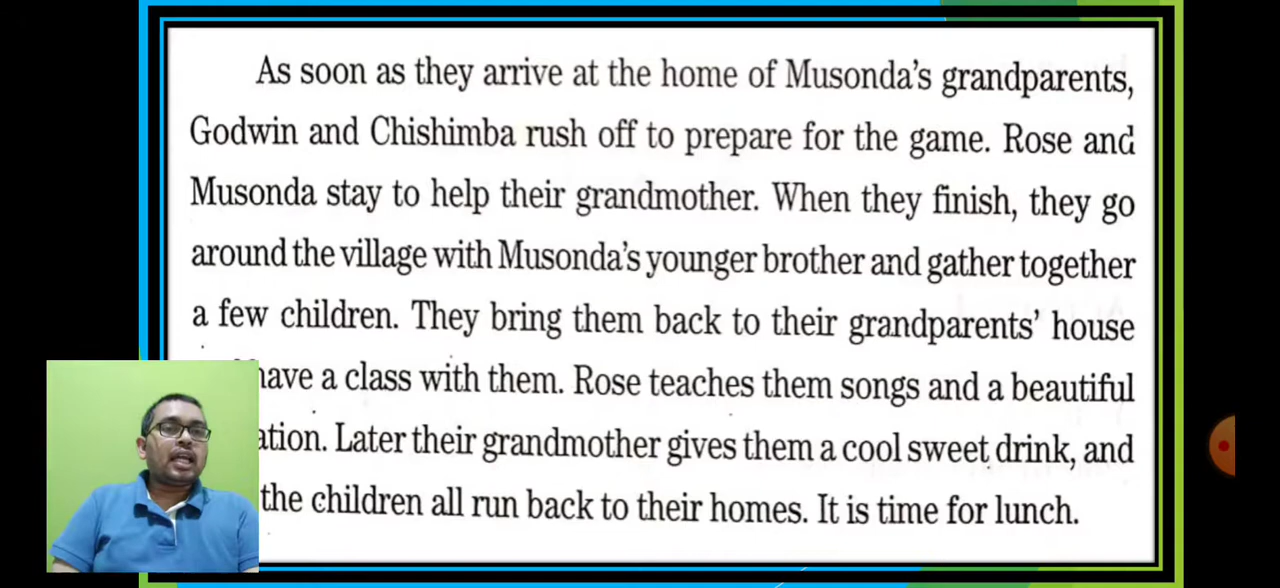 As soon as they arrive at the home of Musonda's grandparents,
Godwin and Chishimba rush off to prepare for the game. Rose and
Musonda stay to help their grandmother. When they finish, they go
around the village with Musonda's younger brother and gather together
a few children. They bring them back to their grandparents' house
have a class with them. Rose teaches them songs and a beautiful
Later their grandmother gives them a cool sweet drink, and
the children all run back to their homes. It is time for lunch.